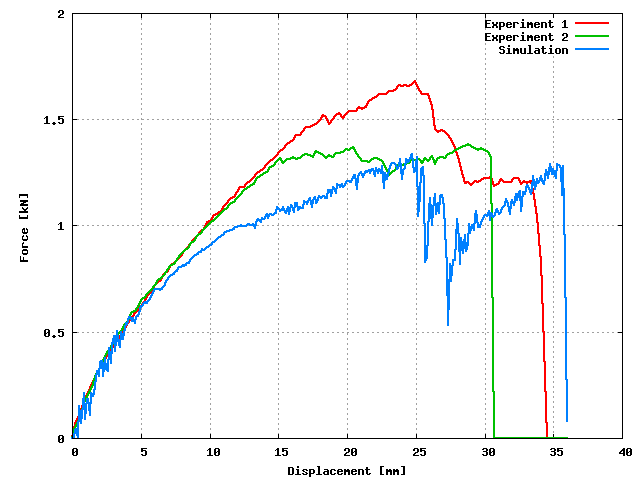 2
Experiment 1
Experiment 2
Simulation
1.5
1
0.5
0
Force [kN]
0 5 10 15 20 25 30 35 40
Displacement [mm]